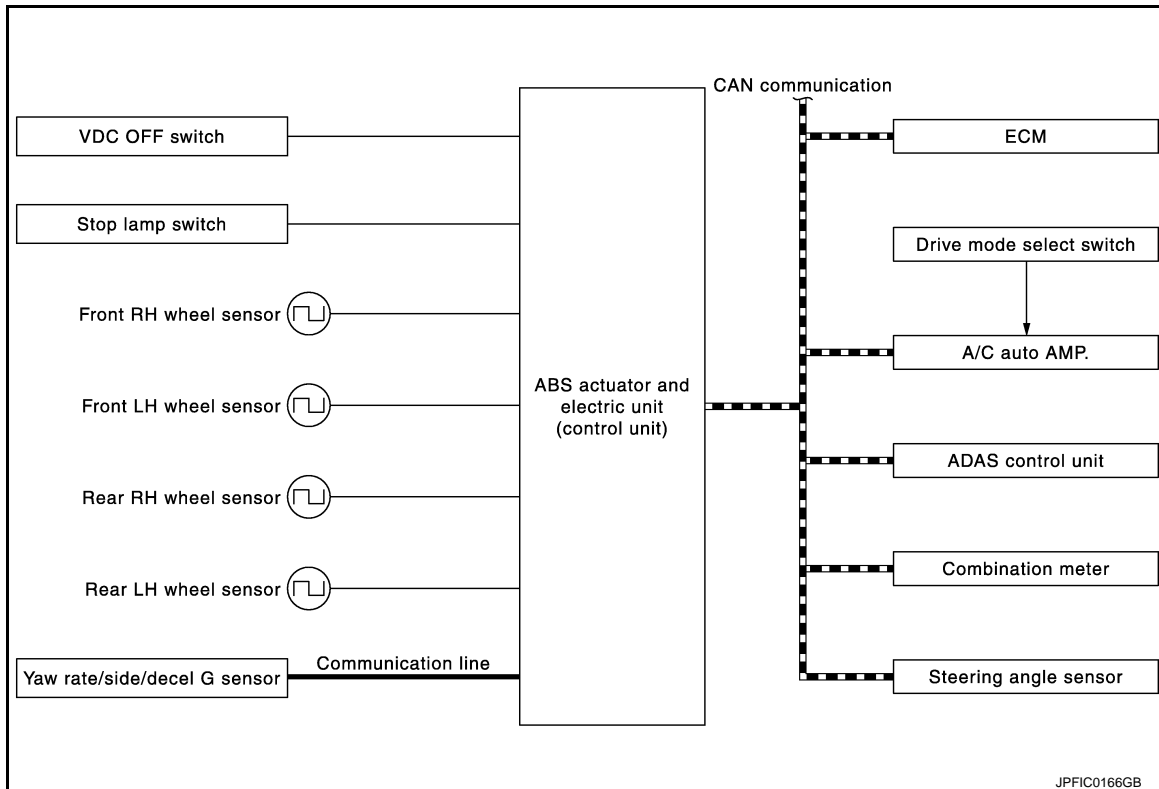 CAN communication
VDC OFF switch
Stop lamp switch
Front RH wheel sensor
Front LH wheel sensor
Rear RH wheel sensor
Rear LH wheel sensor
Yaw rate/side/decel G sensor
Communication line
ABS actuator and
electric unit
(control unit)
ECM
Drive mode select switch
A/C auto AMP.
ADAS control unit
Combination meter
Steering angle sensor
JPFIC0166GB